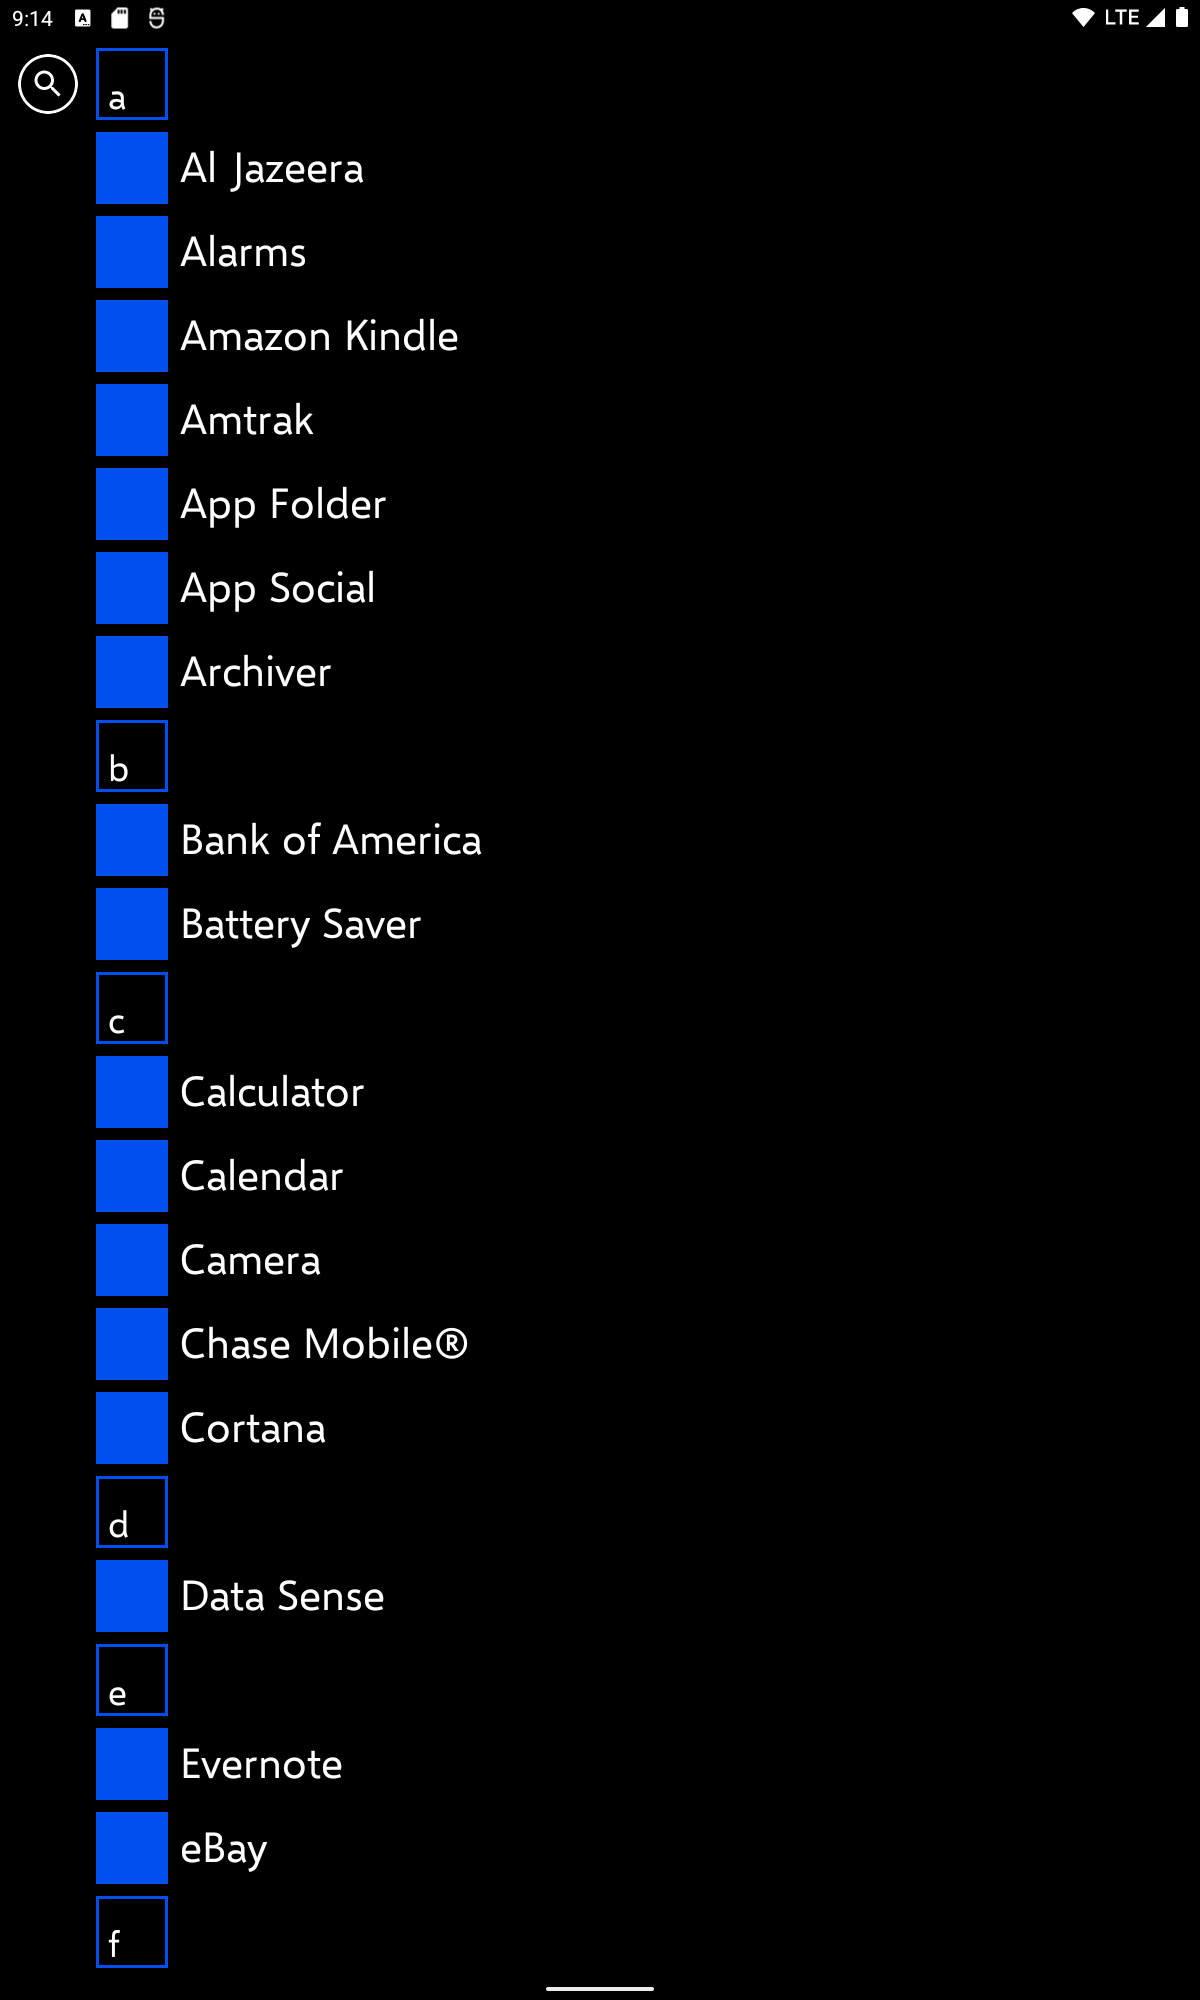 9:14 LTE
a
Al Jazeera
Alarms
Amazon Kindle
Amtrak
App Folder
App Social
Archiver
b
Bank of America
Battery Saver
c
Calculator
Calendar
Camera
Chase Mobile®
Cortana
d
Data Sense
e
Evernote
eBay
f